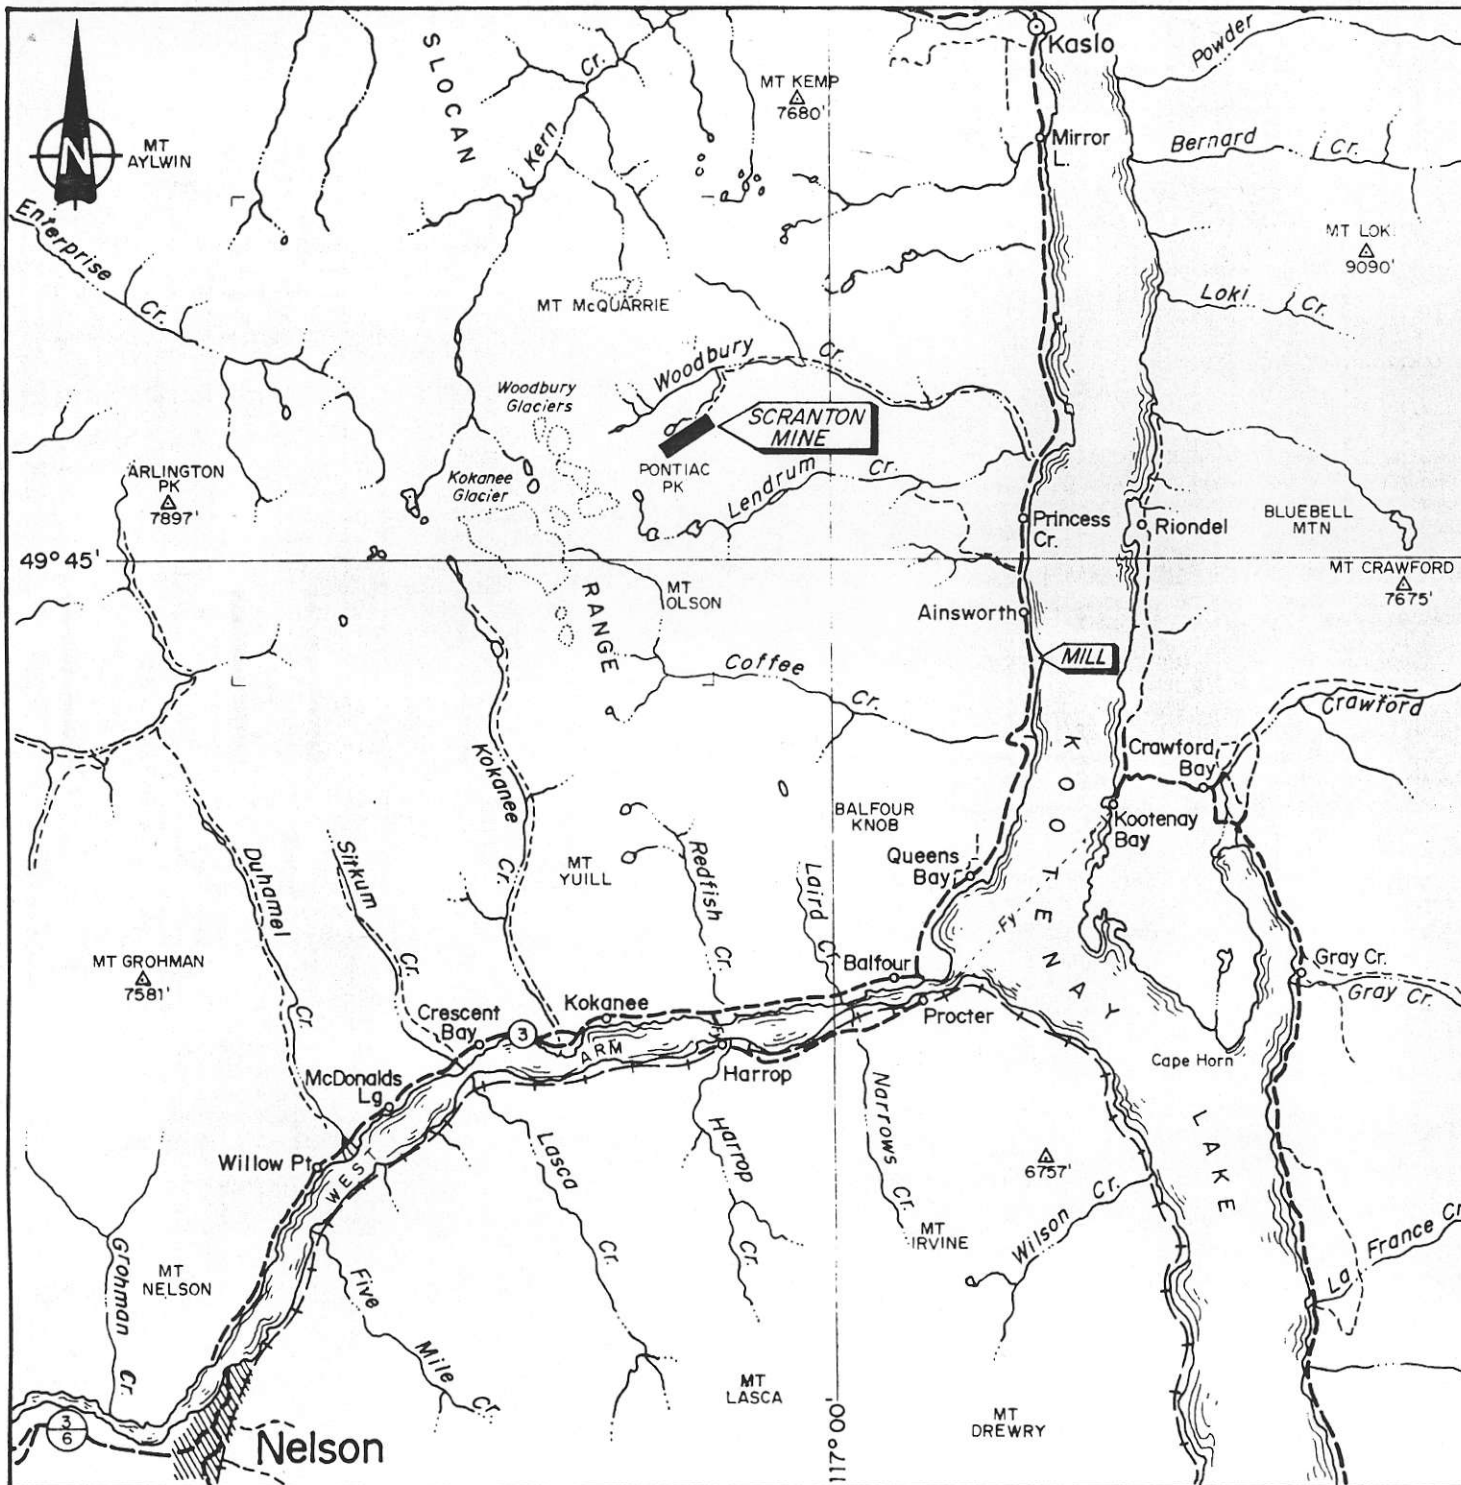 Kaslo
Powder
SLOCAN
Cr.
Kern
MT KEMP
7680'
N
MT
AYLWIN
Mirror
L.
Bernard
Cr.
Enterprise
Cr.
MT LOKI
9090'
Loki
Cr.
MT McQUARRIE
Woodbury
Cr.
Woodbury
Glaciers
SCRANTON
MINE
ARLINGTON
PK
7897'
Kokanee
Glacier
PONTIAC
PK
Lendrum
Cr.
Princess
Cr.
Riondel
BLUEBELL
MTN
49° 45'
MT CRAWFORD
7675'
RANGE
MT
OLSON
Ainsworth
MILL
Coffee
Cr.
Crawford
Kokanee
Cr.
Crawford
Bay
KOOTENAY
Kootenay
Bay
BALFOUR
KNOB
Queens
Bay
Duhamel
Cr.
Sitkum
Cr.
MT
YUILL
Redfish
Cr.
Laird
Cr.
Fy
MT GROHMAN
7581'
Balfour
Gray Cr.
Gray Cr.
Crescent
Bay
3
Kokanee
Procter
ARM
Fy
Harrop
Cape Horn
McDonalds
Lg
Willow Pt
WEST
Lasca
Cr.
Harrop
Cr.
Narrows
Cr.
6757'
LAKE
Wilson
Cr.
MT
IRVINE
La France Cr
Grohman
Cr.
MT
NELSON
Five
Mile
Cr.
MT
LASCA
MT
DREWRY
117° 00'
3
6
Nelson